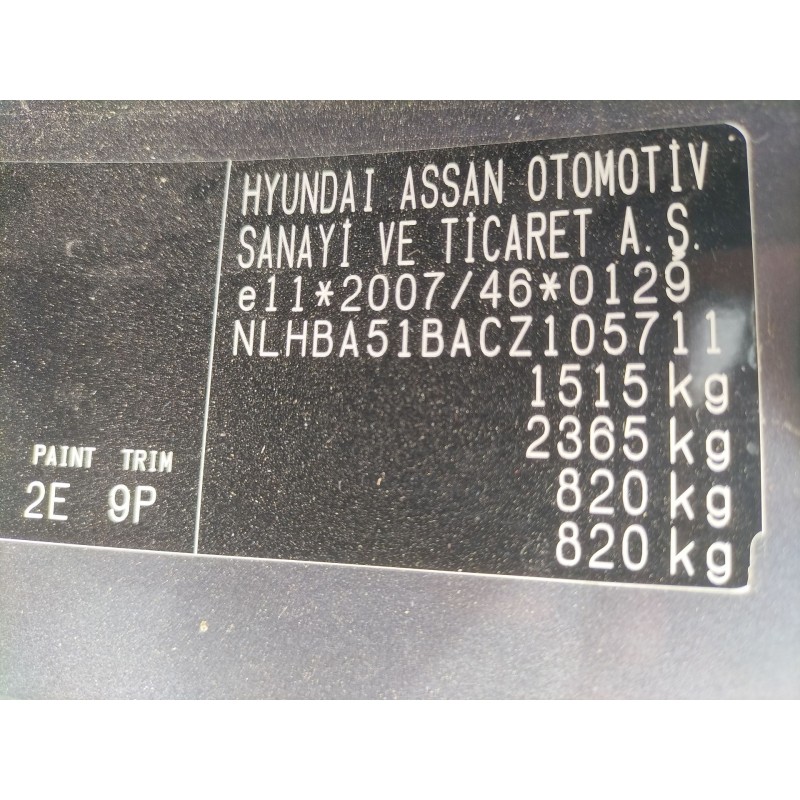 HYUNDAI ASSAN OTOMOTİV
SANAYİ VE TİCARET A.Ş.
e11*2007/46*0129
NLHBA51BACZ105711
1515 kg
2365 kg
820 kg
820 kg
PAINT TRIM
2E 9P